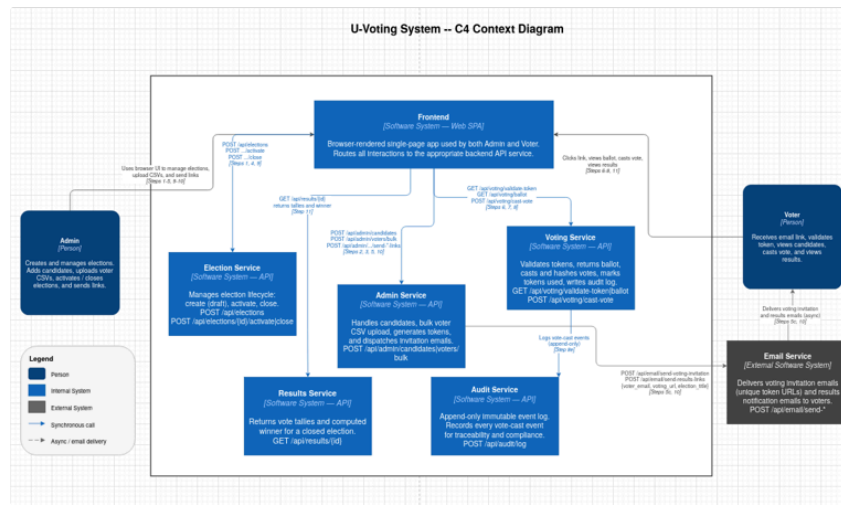 U-Voting System -- C4 Context Diagram
Frontend
[Software System — Web SPA]
Browser-rendered single-page app used by both Admin and Voter.
Routes all interactions to the appropriate backend API service.
POST /api/elections
POST .../activate
POST .../close
[Steps 1, 4, 9]
Uses browser UI to manage elections,
upload CSVs, and send links
[Steps 1-5, 9-10]
Clicks link, views ballot, casts vote,
views results
[Steps 6-8, 11]
GET /api/results/{id}
returns tallies and winner
[Step 11]
GET /api/voting/validate-token
GET /api/voting/ballot
POST /api/voting/cast-vote
[Steps 6, 7, 8]
POST /api/admin/candidates
POST /api/admin/voters/bulk
POST /api/admin/.../send-*-links
[Steps 2, 3, 5, 10]
Admin
[Person]
Creates and manages elections.
Adds candidates, uploads voter
CSVs, activates / closes
elections, and sends links.
Voter
[Person]
Receives email link, validates
token, views candidates,
casts vote, and views
results.
Election Service
[Software System — API]
Manages election lifecycle:
create (draft), activate, close.
POST /api/elections
POST /api/elections/{id}/activate|close
Voting Service
[Software System — API]
Validates tokens, returns ballot,
casts and hashes votes, marks
tokens used, writes audit log.
GET /api/voting/validate-token|ballot
POST /api/voting/cast-vote
Admin Service
[Software System — API]
Handles candidates, bulk voter
CSV upload, generates tokens,
and dispatches invitation emails.
POST /api/admin/candidates|voters/
bulk
Delivers voting invitation
and results emails (async)
[Steps 5c, 10]
Logs vote-cast events
(append-only)
[Step 8e]
POST /api/email/send-voting-invitation
POST /api/email/send-results-links
(voter_email, voting_url, election_title)
[Steps 5c, 10]
Email Service
[External Software System]
Delivers voting invitation emails
(unique token URLs) and results
notification emails to voters.
POST /api/email/send-*
Legend
Person
Internal System
External System
Synchronous call
Async / email delivery
Results Service
[Software System — API]
Returns vote tallies and computed
winner for a closed election.
GET /api/results/{id}
Audit Service
[Software System — API]
Append-only immutable event log.
Records every vote-cast event
for traceability and compliance.
POST /api/audit/log